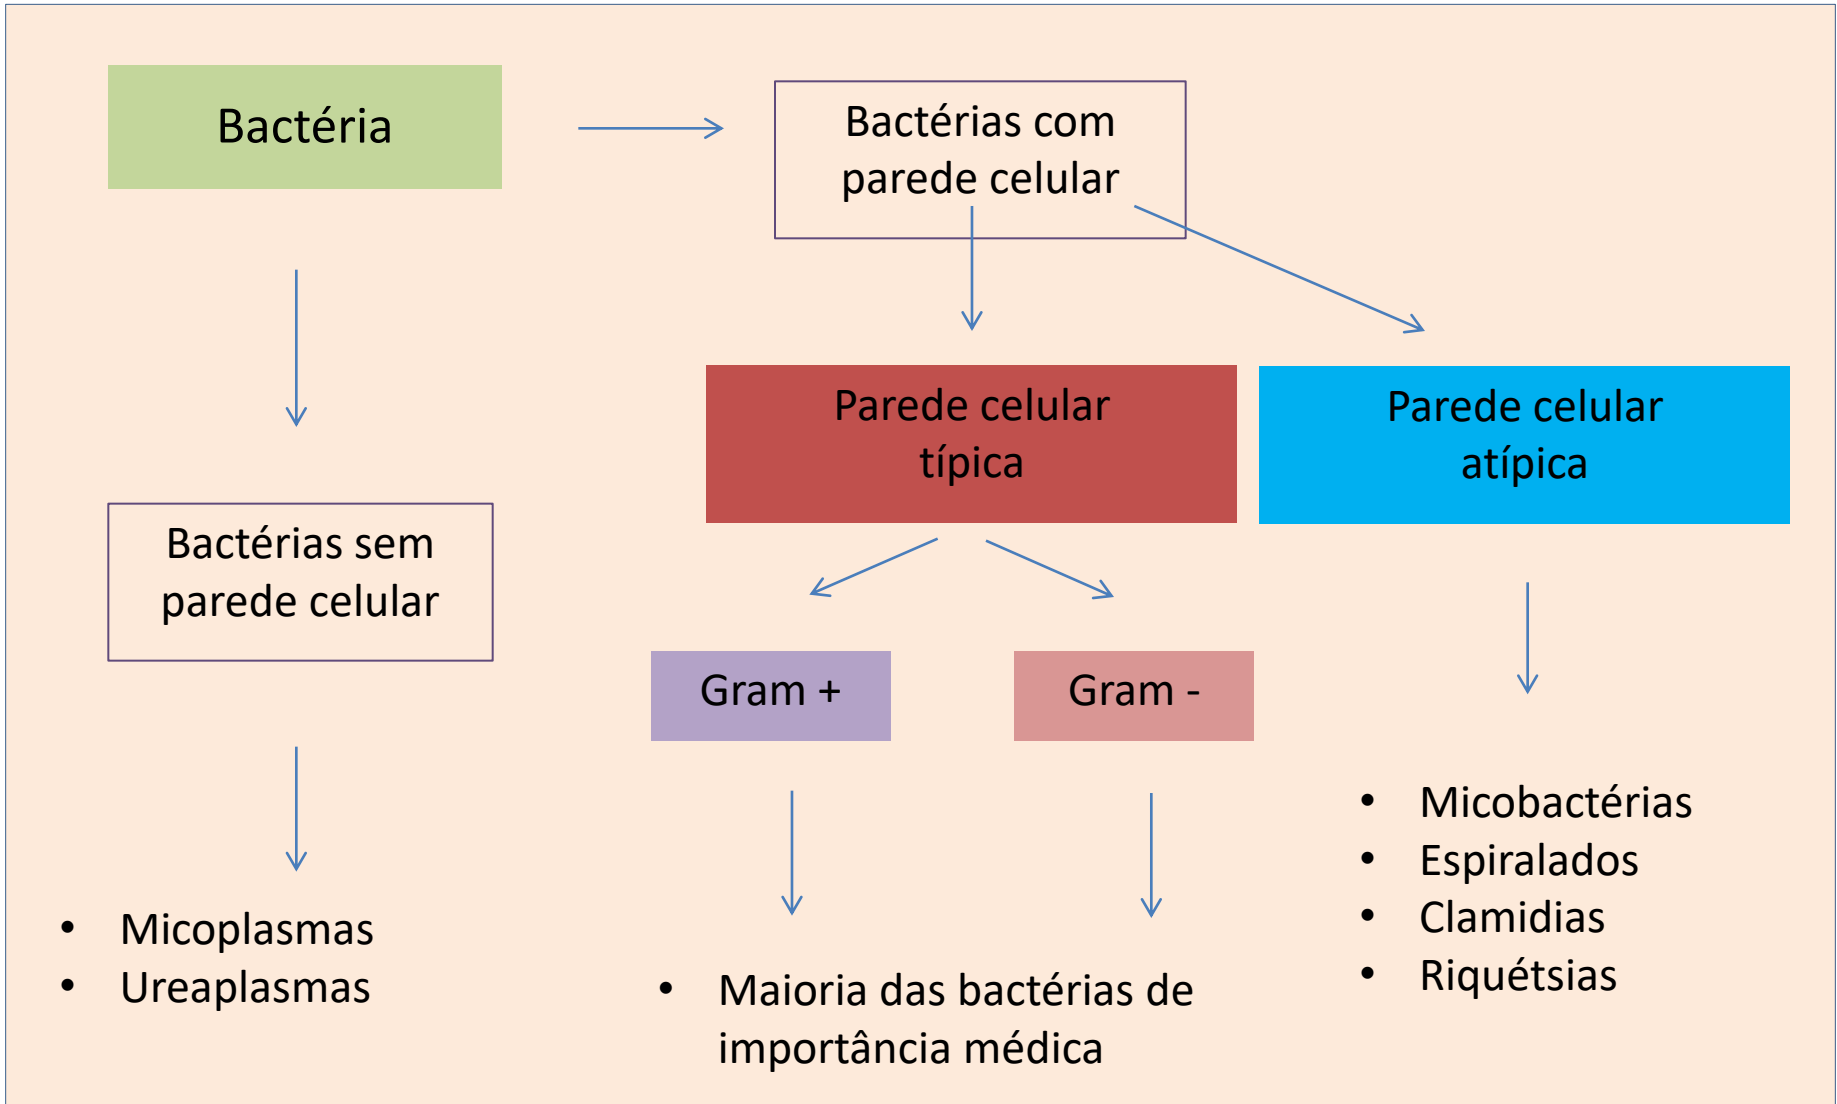 Bactéria
Bactérias com
parede celular
Parede celular
típica
Parede celular
atípica
Bactérias sem
parede celular
Gram +
Gram -
• Micobactérias
• Espiralados
• Clamidias
• Riquétsias
• Micoplasmas
• Ureaplasmas
• Maioria das bactérias de
importância médica